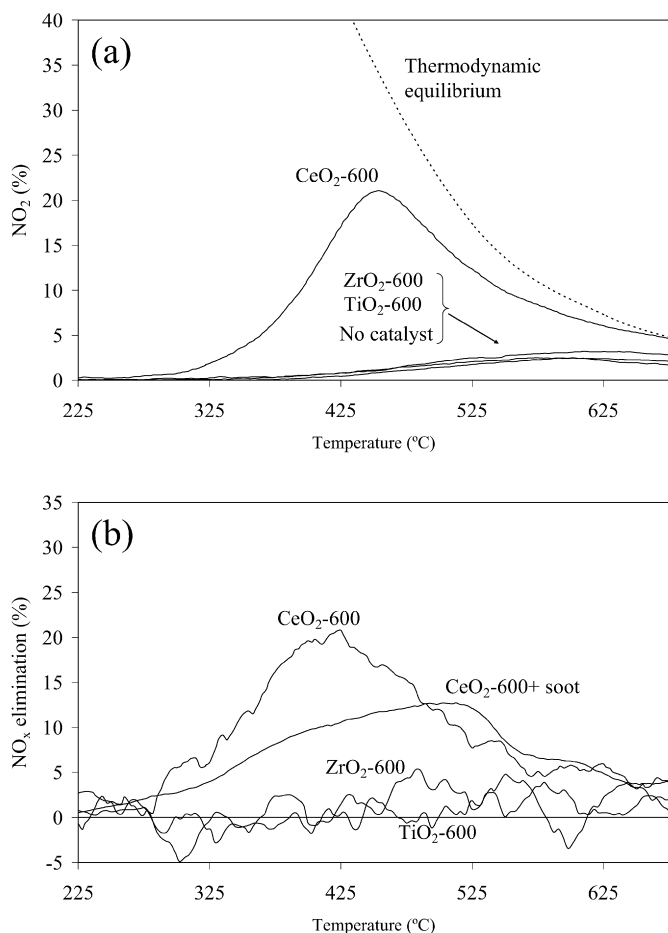 (a)
40
35
30
25
20
15
10
5
0
NO₂ (%)
Thermodynamic
equilibrium
CeO₂-600
ZrO₂-600
TiO₂-600
No catalyst
225 325 425 525 625
Temperature (ºC)
(b)
35
30
25
20
15
10
5
0
-5
NOₓ elimination (%)
CeO₂-600
CeO₂-600+ soot
ZrO₂-600
TiO₂-600
225 325 425 525 625
Temperature (ºC)